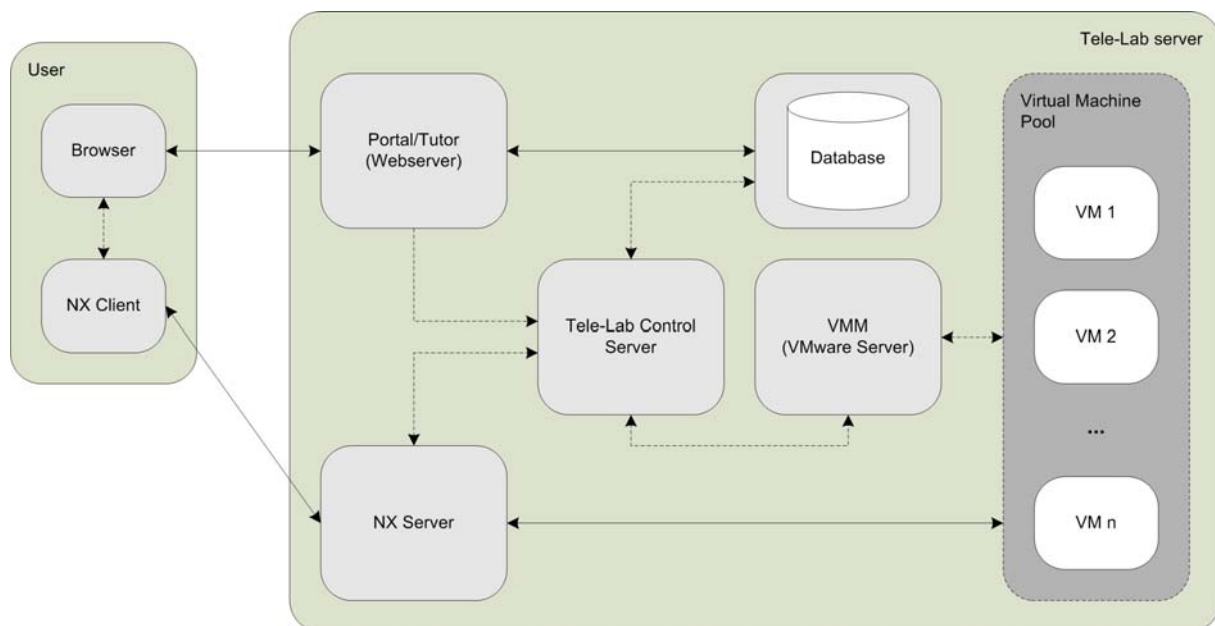 Tele-Lab server
User
Browser
NX Client
Portal/Tutor
(Webserver)
Database
Virtual Machine
Pool
VM 1
VM 2
...
VM n
Tele-Lab Control
Server
VMM
(VMware Server)
NX Server